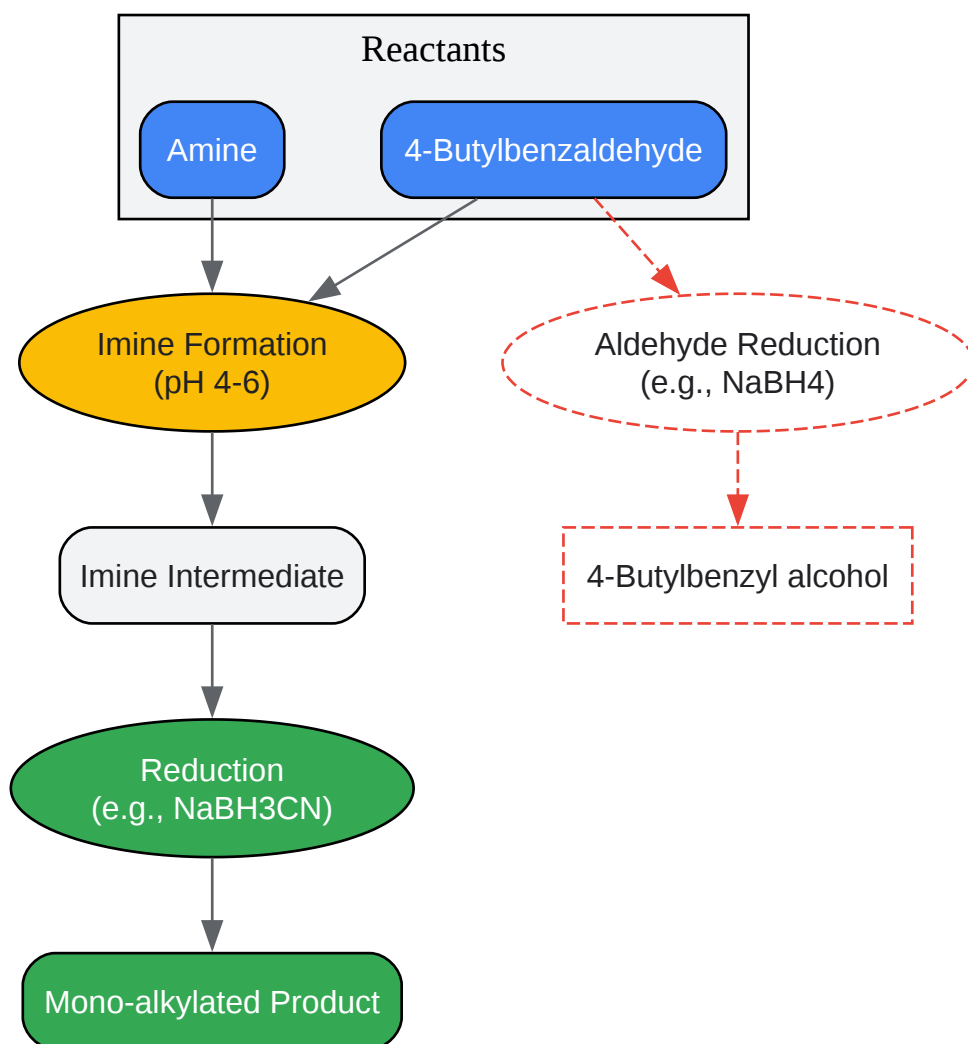 Reactants
Amine
4-Butylbenzaldehyde
Imine Formation
(pH 4-6)
Aldehyde Reduction
(e.g., NaBH4)
Imine Intermediate
4-Butylbenzyl alcohol
Reduction
(e.g., NaBH3CN)
Mono-alkylated Product